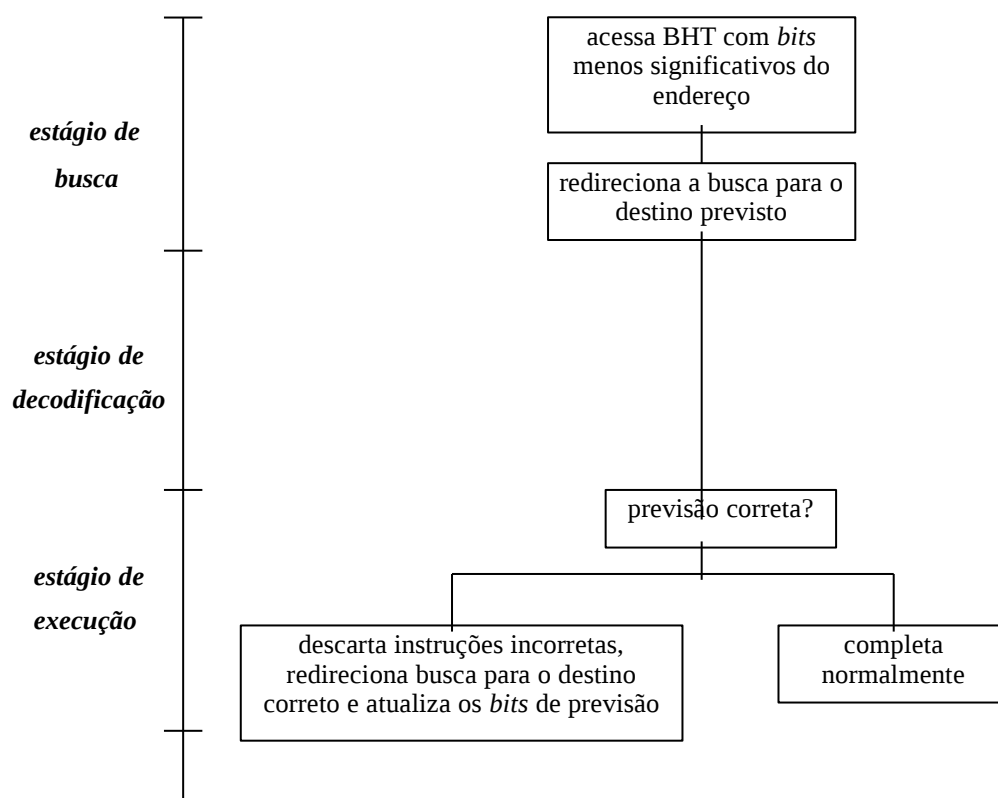 acessa BHT com bits
menos significativos do
endereço
estágio de
busca
redireciona a busca para o
destino previsto
estágio de
decodificação
previsão correta?
estágio de
execução
descarta instruções incorretas,
redireciona busca para o destino
correto e atualiza os bits de previsão
completa
normalmente